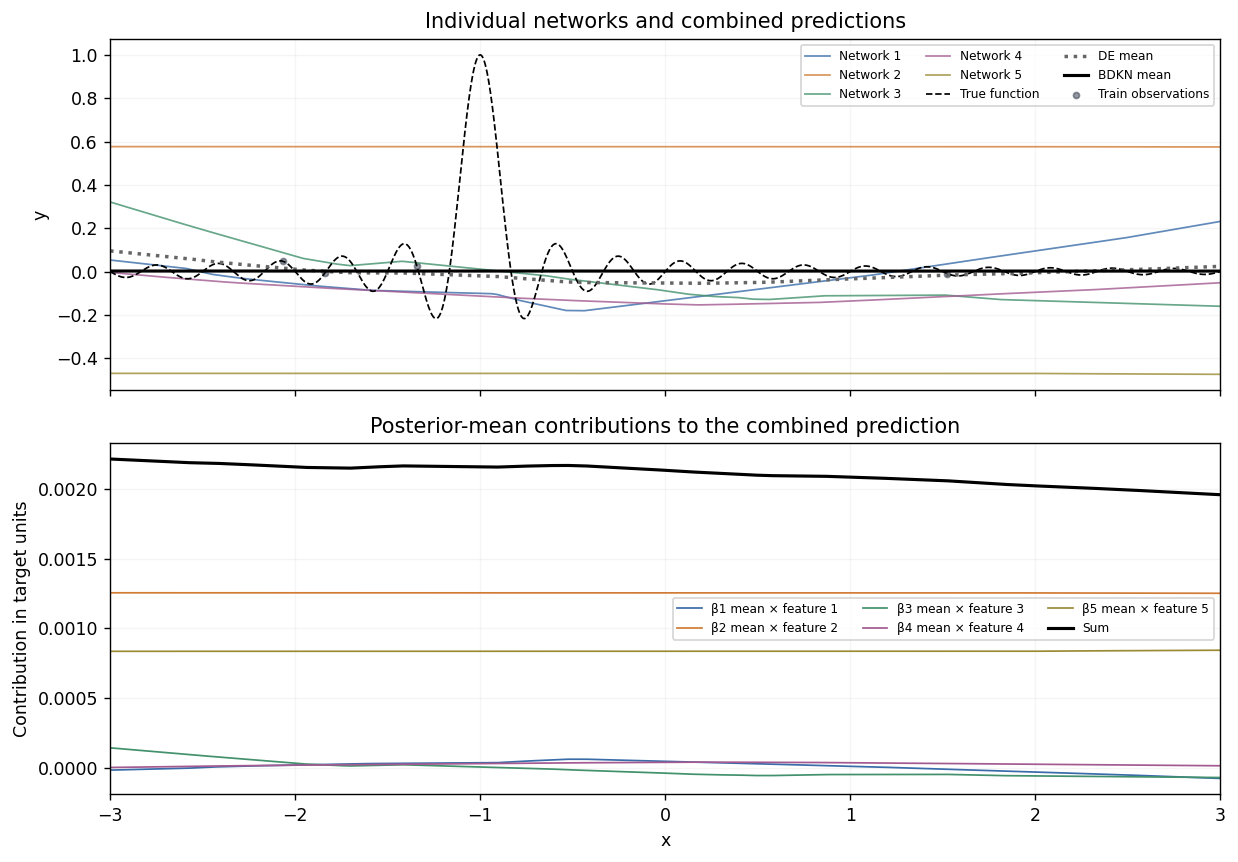 Individual networks and combined predictions
1.0
0.8
0.6
0.4
0.2
0.0
−0.2
−0.4
y
Network 1
Network 2
Network 3
Network 4
Network 5
True function
DE mean
BDKN mean
Train observations
Posterior-mean contributions to the combined prediction
0.0020
0.0015
0.0010
0.0005
0.0000
Contribution in target units
β1 mean × feature 1
β2 mean × feature 2
β3 mean × feature 3
β4 mean × feature 4
β5 mean × feature 5
Sum
−3
−2
−1
0
1
2
3
x